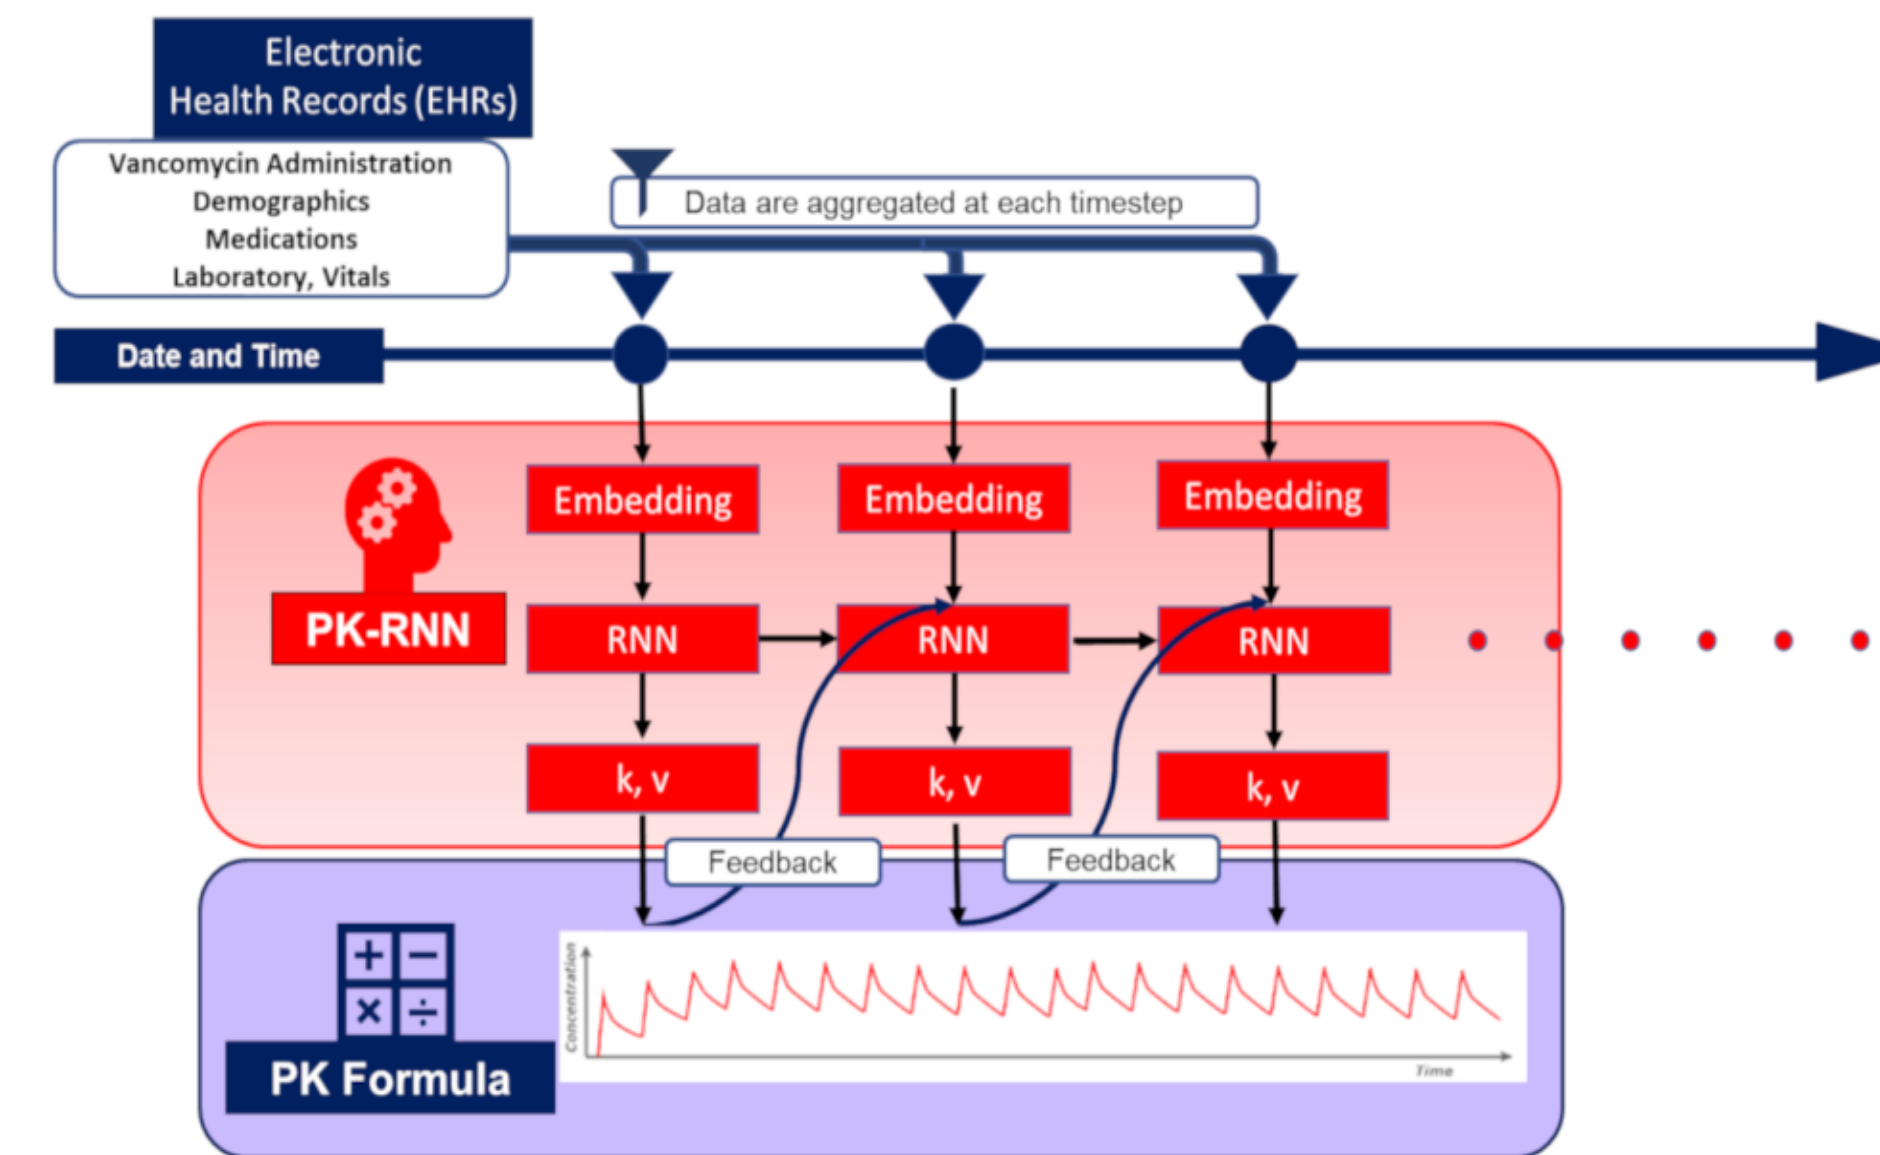 Electronic
Health Records (EHRs)
Vancomycin Administration
Demographics
Medications
Laboratory, Vitals
Data are aggregated at each timestep
Date and Time
Embedding
Embedding
Embedding
PK-RNN
RNN
RNN
RNN
k, v
k, v
k, v
Feedback
Feedback
+ −
× ÷
PK Formula
Concentration
Time